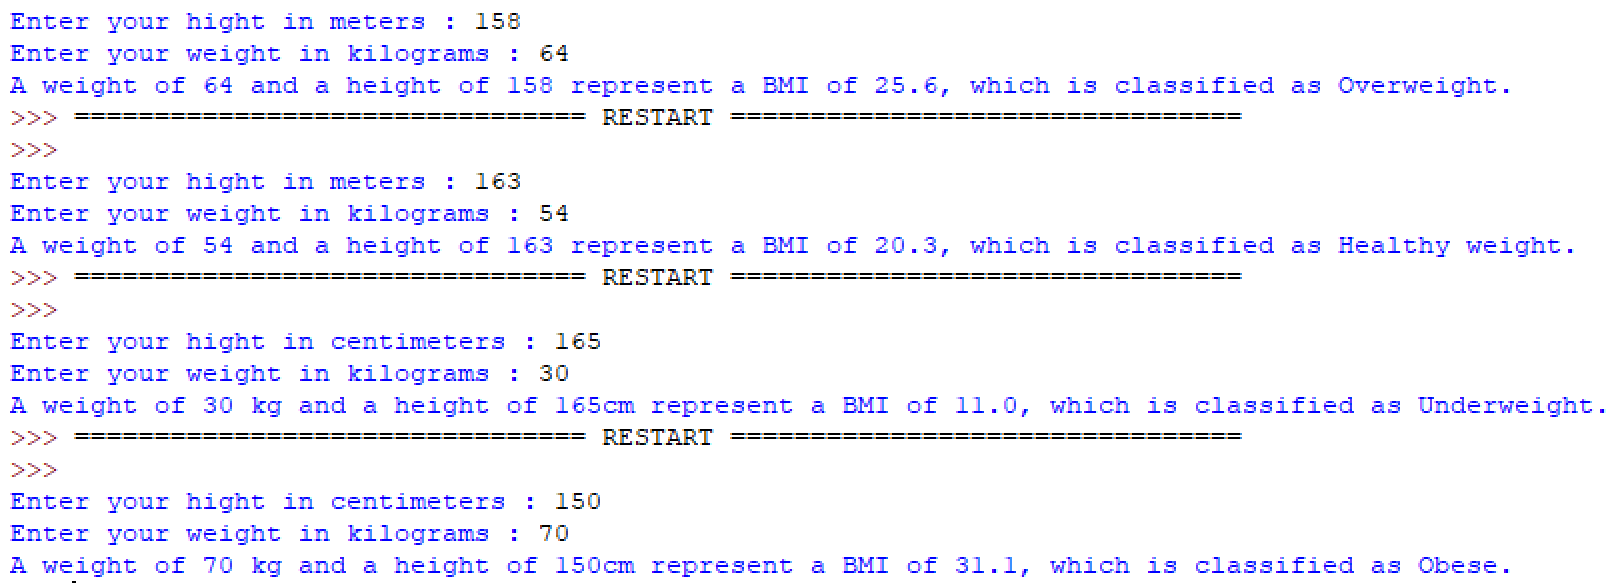 Enter your hight in meters : 158
Enter your weight in kilograms : 64
A weight of 64 and a height of 158 represent a BMI of 25.6, which is classified as Overweight.
>>> ================================ RESTART ================================
>>>
Enter your hight in meters : 163
Enter your weight in kilograms : 54
A weight of 54 and a height of 163 represent a BMI of 20.3, which is classified as Healthy weight.
>>> ================================ RESTART ================================
>>>
Enter your hight in centimeters : 165
Enter your weight in kilograms : 30
A weight of 30 kg and a height of 165cm represent a BMI of 11.0, which is classified as Underweight.
>>> ================================ RESTART ================================
>>>
Enter your hight in centimeters : 150
Enter your weight in kilograms : 70
A weight of 70 kg and a height of 150cm represent a BMI of 31.1, which is classified as Obese.